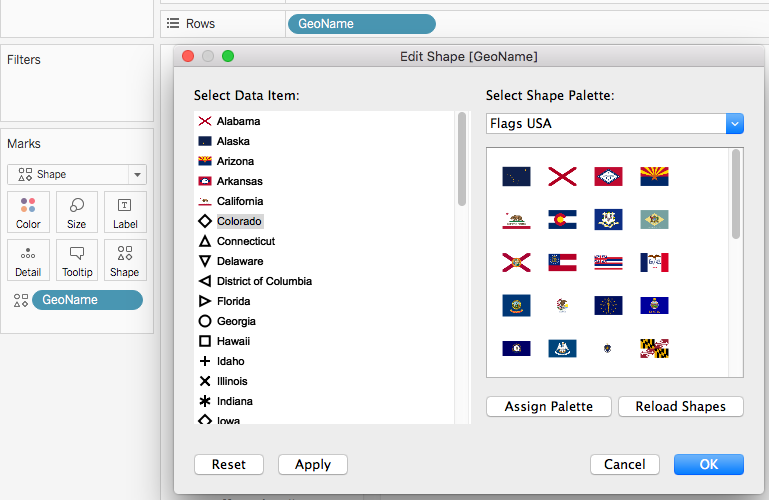 Rows
GeoName
Filters
Marks
Shape
Color
Size
Label
Detail
Tooltip
Shape
GeoName
Edit Shape [GeoName]
Select Data Item:
Alabama
Alaska
Arizona
Arkansas
California
Colorado
Connecticut
Delaware
District of Columbia
Florida
Georgia
Hawaii
Idaho
Illinois
Indiana
Iowa
Select Shape Palette:
Flags USA
Assign Palette
Reload Shapes
Reset
Apply
Cancel
OK